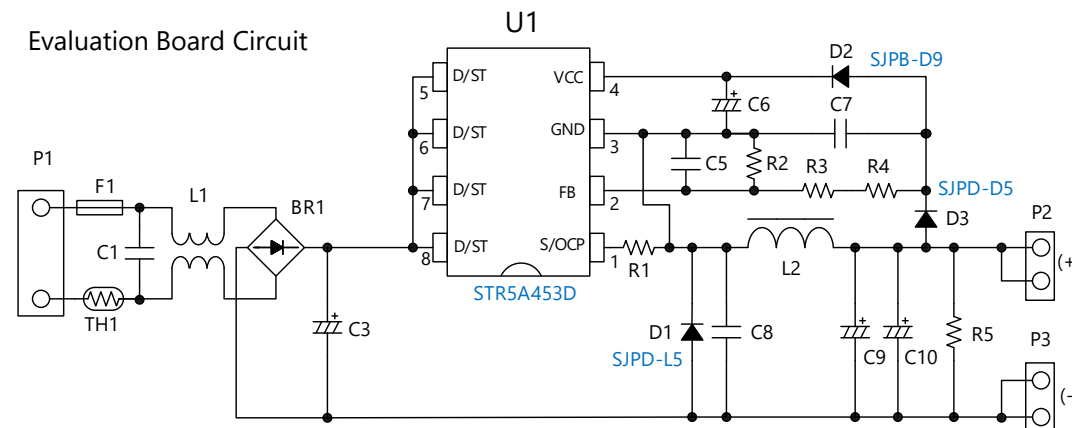 U1
Evaluation Board Circuit
D2
SJPB-D9
D/ST
VCC
5
4
C6
C7
D/ST
GND
6
3
P1
C5
R2
R3
R4
F1
D/ST
FB
SJPD-D5
7
2
L1
BR1
D3
P2
D/ST
S/OCP
8
1
R1
C1
L2
(+
STR5A453D
TH1
C3
D1
C8
C9
C10
R5
P3
SJPD-L5
(-